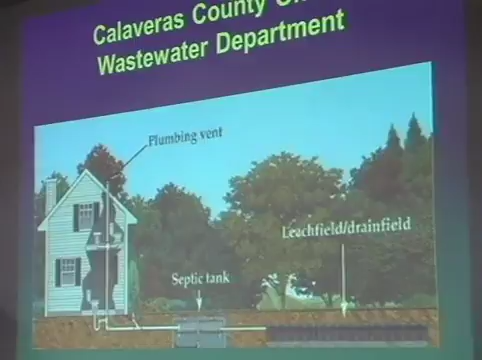 Calaveras County
Wastewater Department
Plumbing vent
Leachfield/drainfield
Septic tank